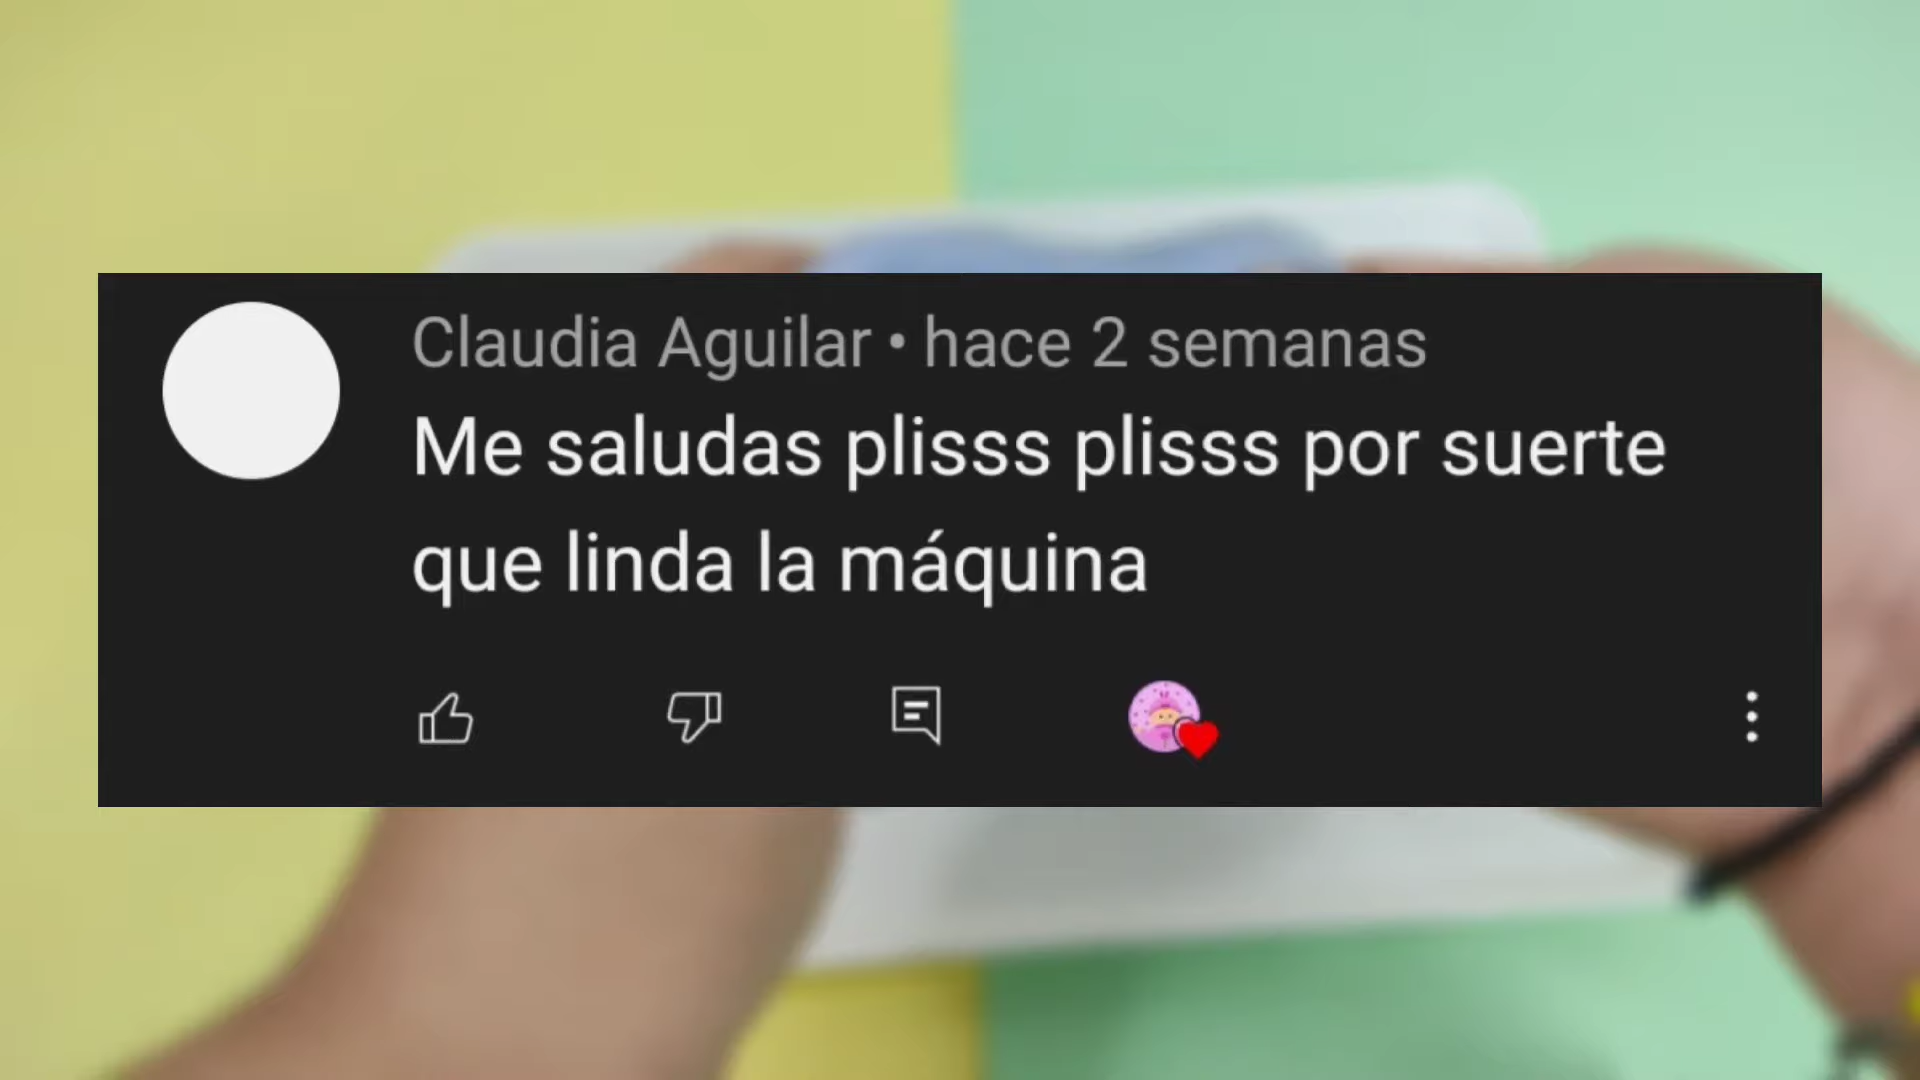 Claudia Aguilar • hace 2 semanas
Me saludas plisss plisss por suerte
que linda la máquina